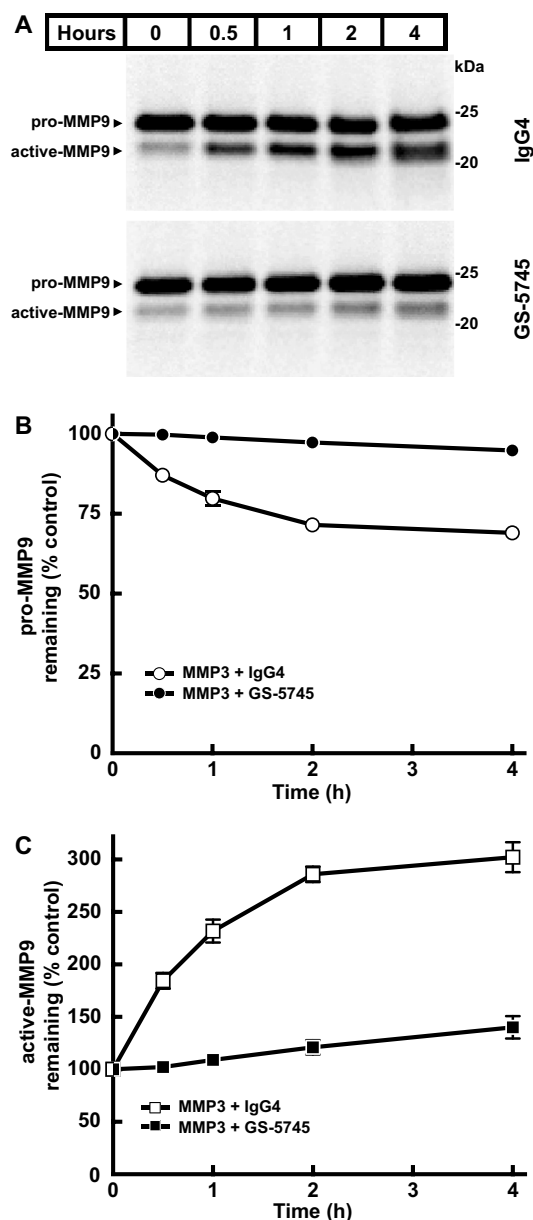 A
Hours 0 0.5 1 2 4
kDa
pro-MMP9
active-MMP9
-25
-20
IgG4
pro-MMP9
active-MMP9
-25
-20
GS-5745
B
100
75
50
25
0
pro-MMP9
remaining (% control)
MMP3 + IgG4
MMP3 + GS-5745
0 1 2 3 4
Time (h)
C
300
250
200
150
100
50
0
active-MMP9
remaining (% control)
MMP3 + IgG4
MMP3 + GS-5745
0 1 2 3 4
Time (h)